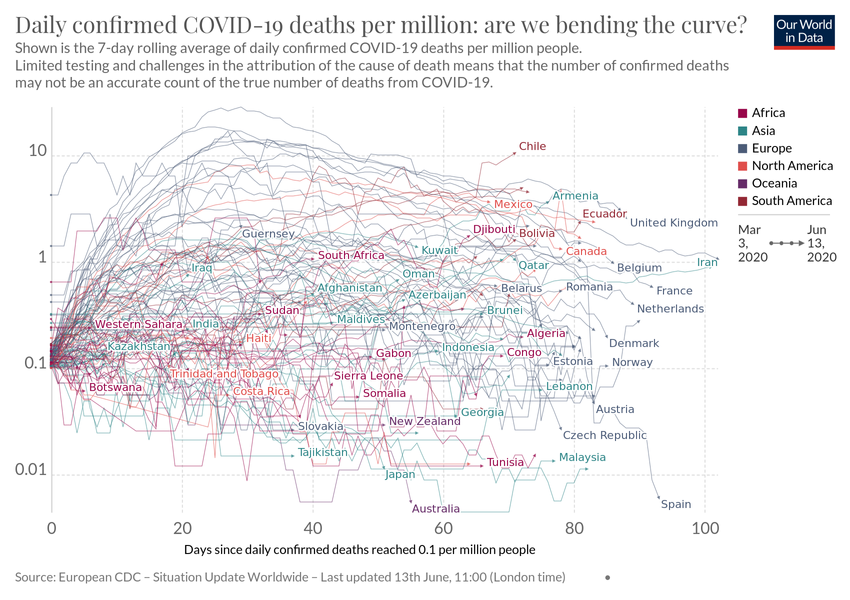 Daily confirmed COVID-19 deaths per million: are we bending the curve?
Our World
in Data
Shown is the 7-day rolling average of daily confirmed COVID-19 deaths per million people.
Limited testing and challenges in the attribution of the cause of death means that the number of confirmed deaths
may not be an accurate count of the true number of deaths from COVID-19.
Africa
Asia
Europe
North America
Oceania
South America
Mar
3,
2020
Jun
13,
2020
10
1
0.1
0.01
Chile
Armenia
Mexico
Ecuador
United Kingdom
Djibouti
Bolivia
Guernsey
Kuwait
Canada
South Africa
Iran
Iraq
Qatar
Belgium
Oman
Afghanistan
Belarus
Romania
France
Azerbaijan
Sudan
Brunei
Netherlands
Maldives
Western Sahara
India
Montenegro
Algeria
Haiti
Denmark
Kazakhstan
Indonesia
Gabon
Congo
Estonia
Norway
Trinidad and Tobago
Sierra Leone
Botswana
Costa Rica
Somalia
Lebanon
Georgia
Austria
Slovakia
New Zealand
Czech Republic
Tajikistan
Tunisia
Malaysia
Japan
Australia
Spain
0
20
40
60
80
100
Days since daily confirmed deaths reached 0.1 per million people
Source: European CDC – Situation Update Worldwide – Last updated 13th June, 11:00 (London time)